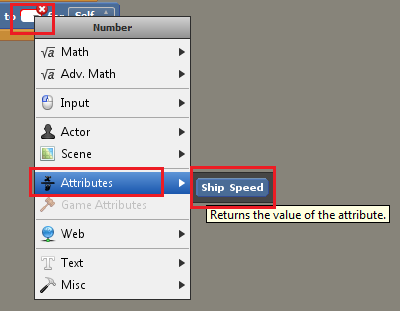 to for Self
Number
Math
Adv. Math
Input
Actor
Scene
Attributes
Ship Speed
Game Attributes
Returns the value of the attribute.
Web
Text
Misc